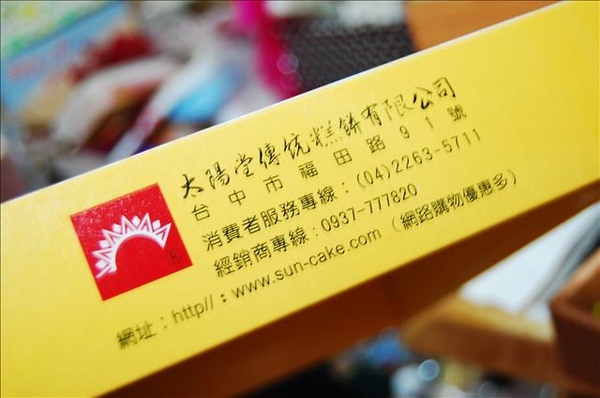 太陽堂傳統糕餅有限公司
台中市福田路91號
消費者服務專線：(04)2263-5711
經銷商專線：0937-777820
網址：http//：www.sun-cake.com（網路購物優惠多）
®